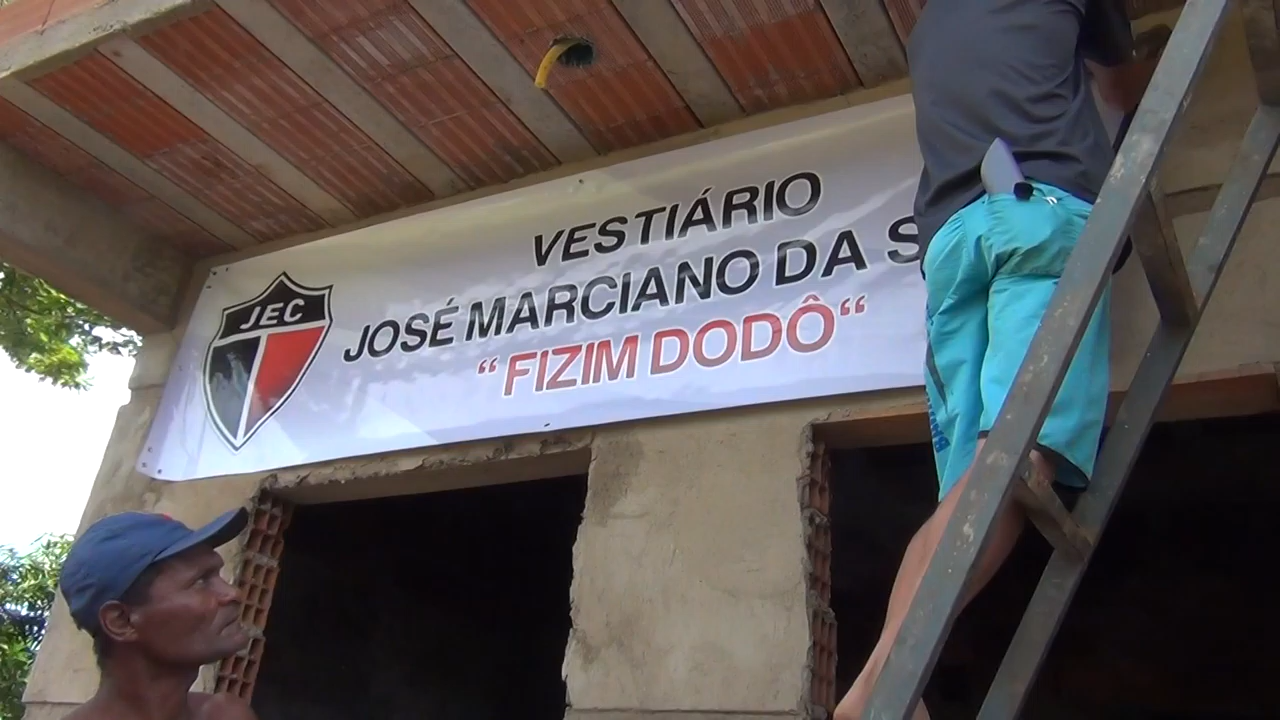 VESTIÁRIO
JOSÉ MARCIANO DA S
“ FIZIM DODÔ “
JEC